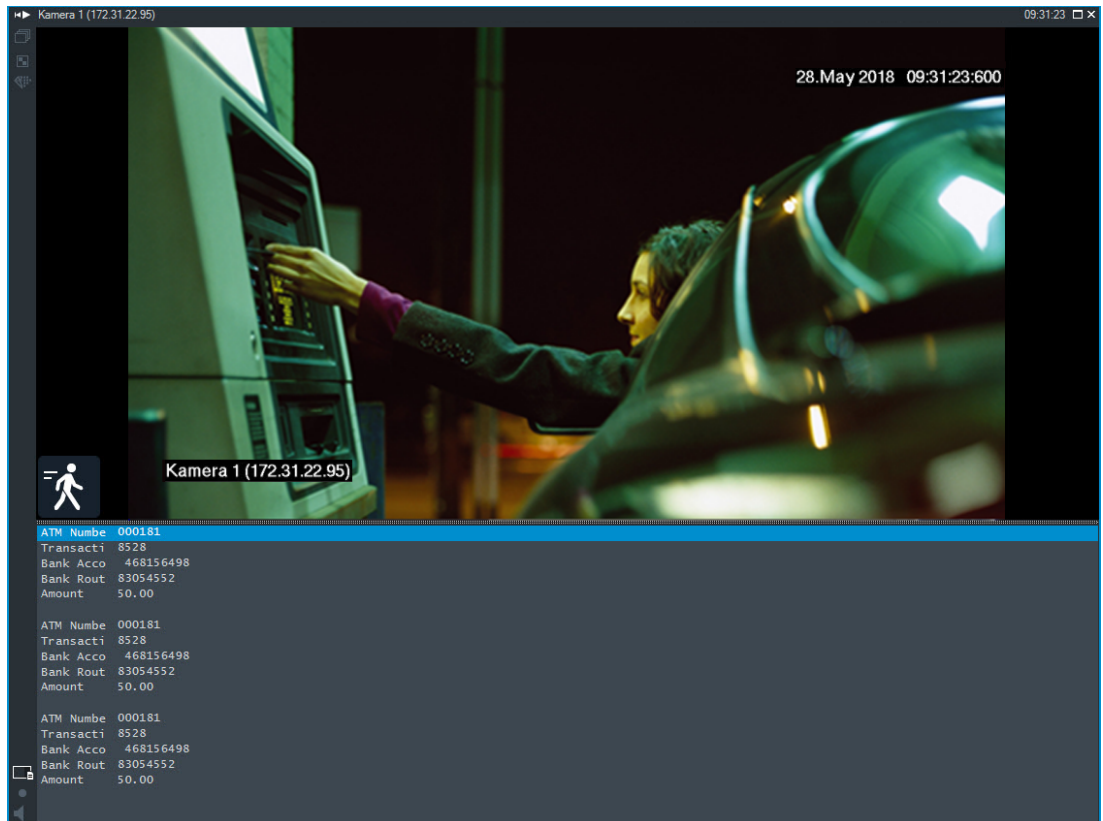 Kamera 1 (172.31.22.95) 09:31:23
28.May 2018 09:31:23:600
Kamera 1 (172.31.22.95)
ATM Numbe 000181
Transacti 8528
Bank Acco 468156498
Bank Rout 83054552
Amount 50.00
ATM Numbe 000181
Transacti 8528
Bank Acco 468156498
Bank Rout 83054552
Amount 50.00
ATM Numbe 000181
Transacti 8528
Bank Acco 468156498
Bank Rout 83054552
Amount 50.00